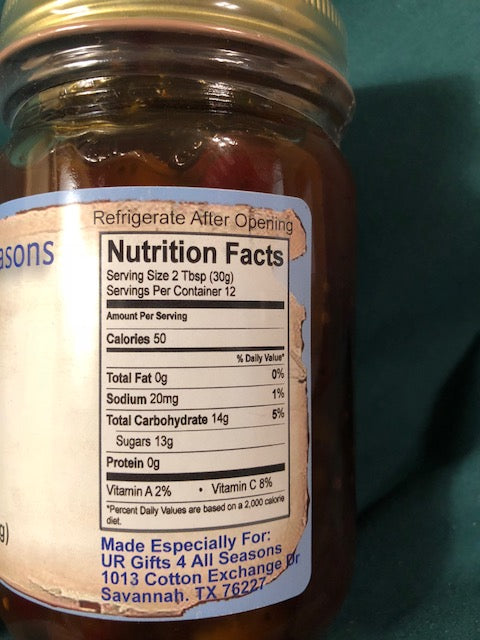 Refrigerate After Opening
asons
Nutrition Facts
Serving Size 2 Tbsp (30g)
Servings Per Container 12
Amount Per Serving
Calories 50
% Daily Value*
Total Fat 0g 0%
Sodium 20mg 1%
Total Carbohydrate 14g 5%
Sugars 13g
Protein 0g
Vitamin A 2% • Vitamin C 8%
*Percent Daily Values are based on a 2,000 calorie
diet.
g)
Made Especially For:
UR Gifts 4 All Seasons
1013 Cotton Exchange Dr
Savannah, TX 76227